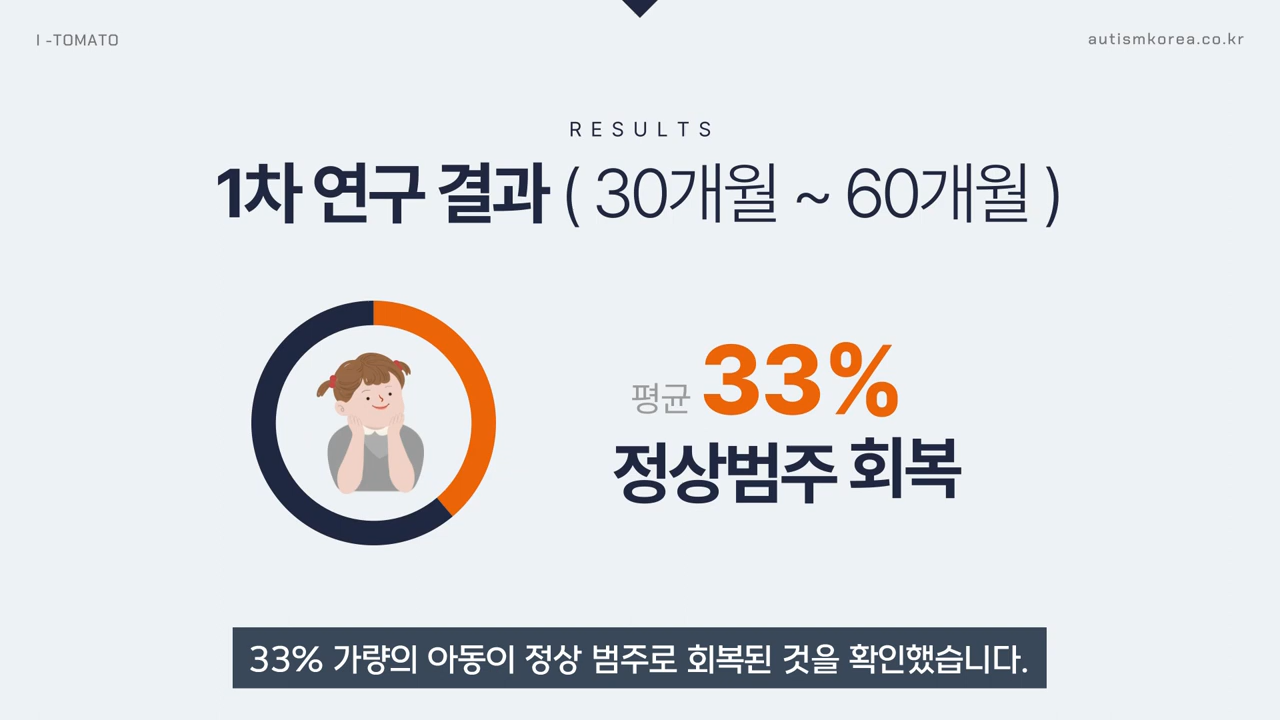 I -TOMATO
autismkorea.co.kr
RESULTS
1차 연구 결과 ( 30개월 ~ 60개월 )
평균 33%
정상범주 회복
33% 가량의 아동이 정상 범주로 회복된 것을 확인했습니다.